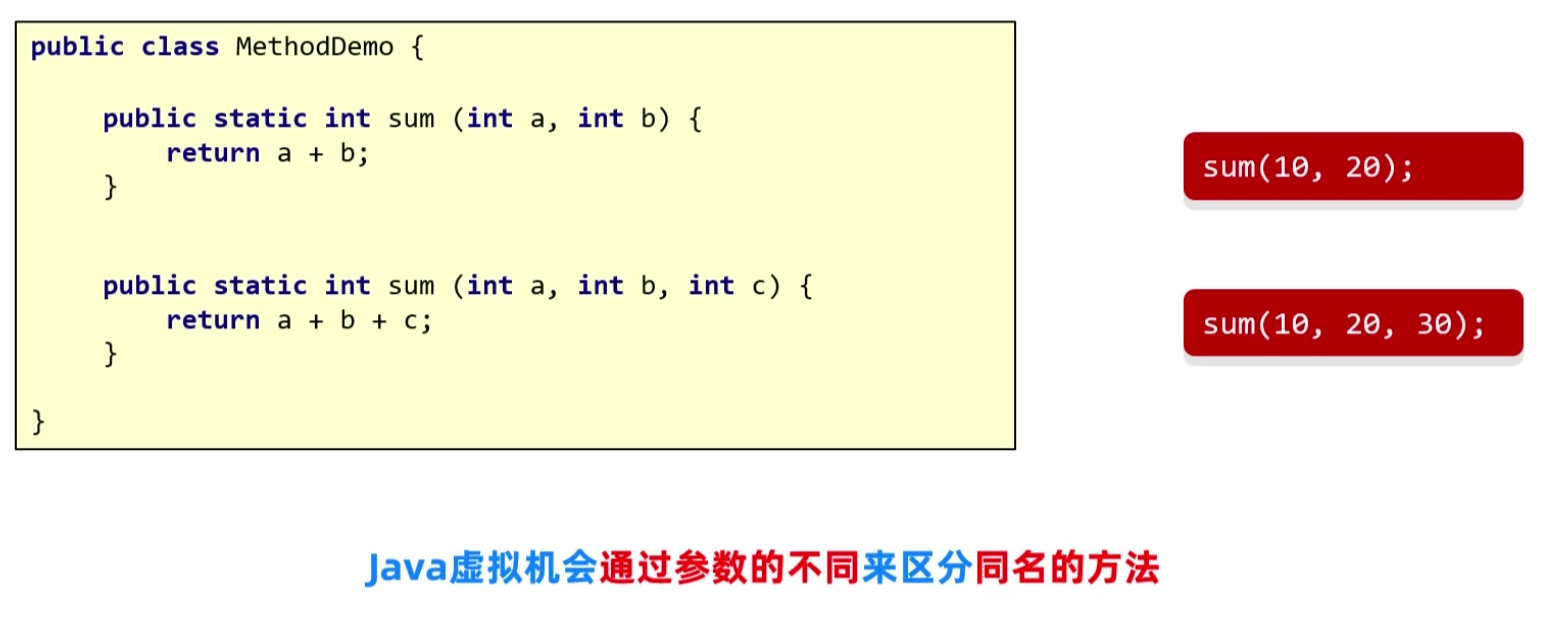 public class MethodDemo {
public static int sum (int a, int b) {
return a + b;
}
public static int sum (int a, int b, int c) {
return a + b + c;
}
}
sum(10, 20);
sum(10, 20, 30);
Java虚拟机会通过参数的不同来区分同名的方法